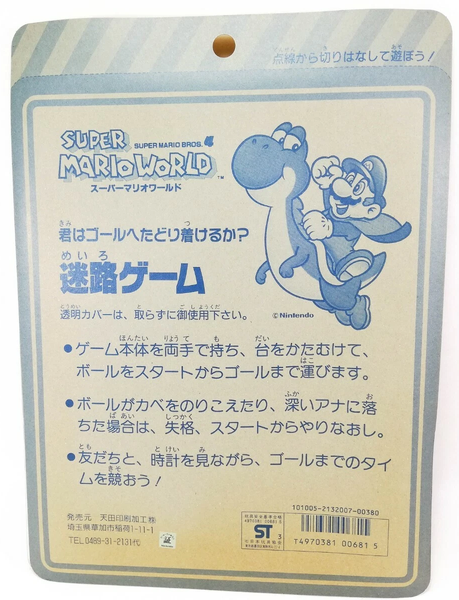 点線から切りはなして遊ぼう!
SUPER MARIO BROS. 4
SUPER
MARIO WORLD
TM
スーパーマリオワールド
君はゴールへたどり着けるか?
迷路ゲーム
透明カバーは、取らずに御使用下さい。
©Nintendo
●ゲーム本体を両手で持ち、台をかたむけて、
ボールをスタートからゴールまで運びます。
●ボールがカベをのりこえたり、深いアナに落
ちた場合は、失格、スタートからやりなおし。
●友だちと、時計を見ながら、ゴールまでのタイ
ムを競おう!
発売元 天田印刷加工㈱
埼玉県草加市稲荷1-11-1
TEL0489-31-2131代
ST
3
101005-2132007-00380
T4970381 00681 5